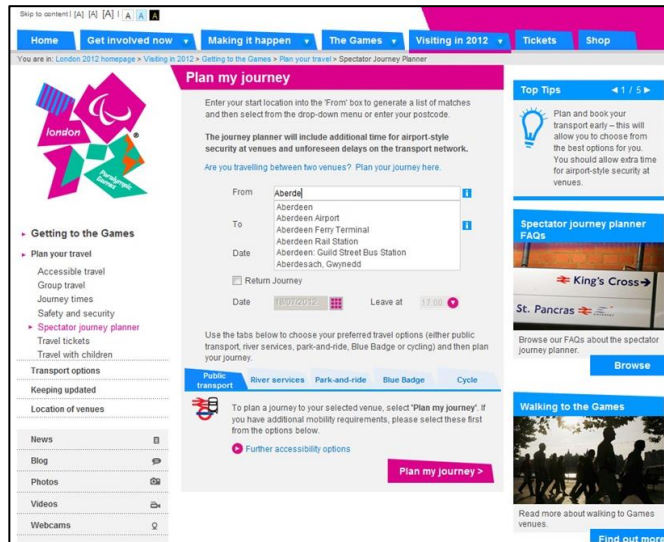 Skip to content | [A] [A] [A] | A A A
Home
Get involved now
Making it happen
The Games
Visiting in 2012
Tickets
Shop
You are in: London 2012 homepage > Visiting in 2012 > Getting to the Games > Plan your travel > Spectator Journey Planner
london
Paralympic
Games
Getting to the Games
Plan your travel
Accessible travel
Group travel
Journey times
Safety and security
Spectator journey planner
Travel tickets
Travel with children
Transport options
Keeping updated
Location of venues
News
Blog
Photos
Videos
Webcams
Plan my journey
Enter your start location into the 'From' box to generate a list of matches
and then select from the drop-down menu or enter your postcode.
The journey planner will include additional time for airport-style
security at venues and unforeseen delays on the transport network.
Are you travelling between two venues? Plan your journey here.
From
Aberde
Aberdeen
Aberdeen Airport
Aberdeen Ferry Terminal
Aberdeen Rail Station
Aberdeen: Guild Street Bus Station
Aberdesach, Gwynedd
To
Date
Return Journey
Date
Leave at
17:00
Use the tabs below to choose your preferred travel options (either public
transport, river services, park-and-ride, Blue Badge or cycling) and then plan
your journey.
Public
transport
River services
Park-and-ride
Blue Badge
Cycle
To plan a journey to your selected venue, select 'Plan my journey'. If
you have additional mobility requirements, please select these first
from the options below.
Further accessibility options
Plan my journey >
Top Tips
1 / 5
Plan and book your
transport early – this will
allow you to choose from
the best options for you.
You should allow extra time
for airport-style security at
venues.
Spectator journey planner
FAQs
King's Cross
St. Pancras
Browse our FAQs about the spectator
journey planner.
Browse
Walking to the Games
Read more about walking to Games
venues.
Find out more